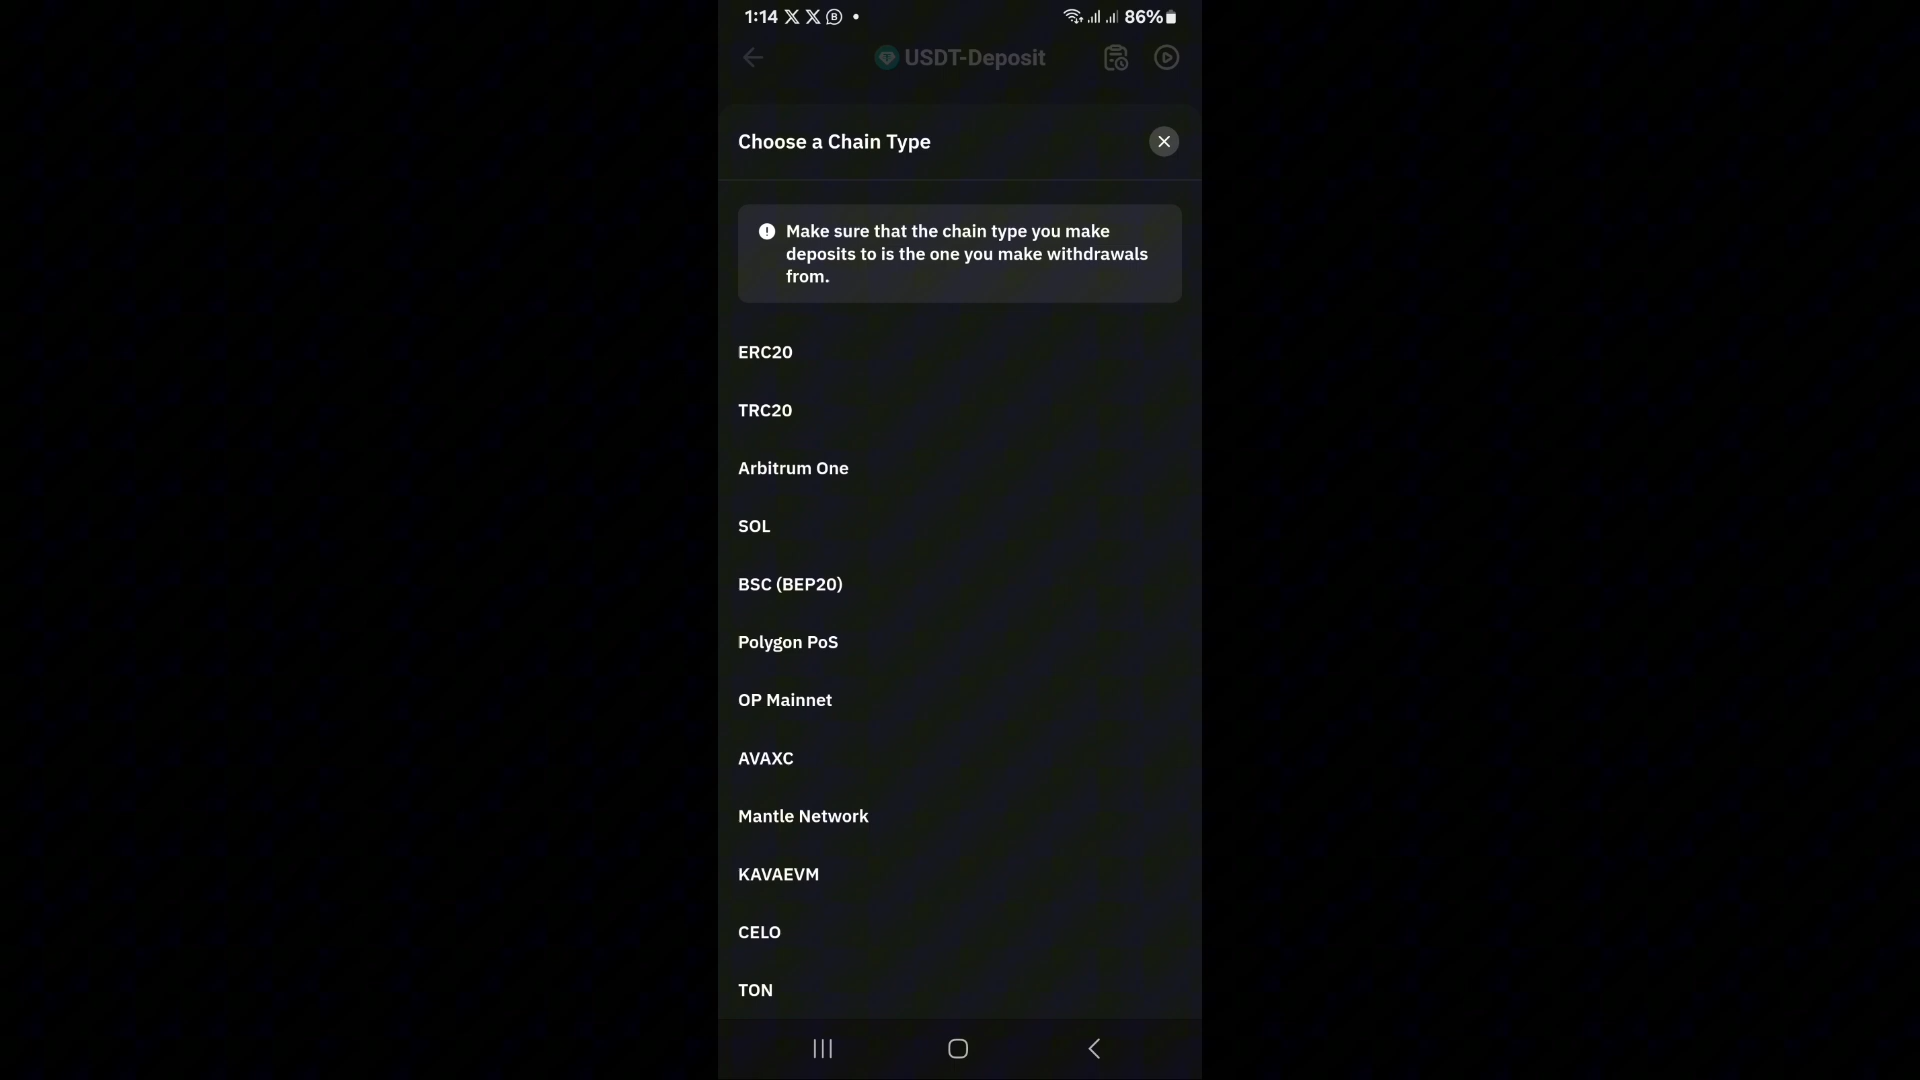 1:14 86%
USDT-Deposit
Choose a Chain Type
Make sure that the chain type you make
deposits to is the one you make withdrawals
from.
ERC20
TRC20
Arbitrum One
SOL
BSC (BEP20)
Polygon PoS
OP Mainnet
AVAXC
Mantle Network
KAVAEVM
CELO
TON